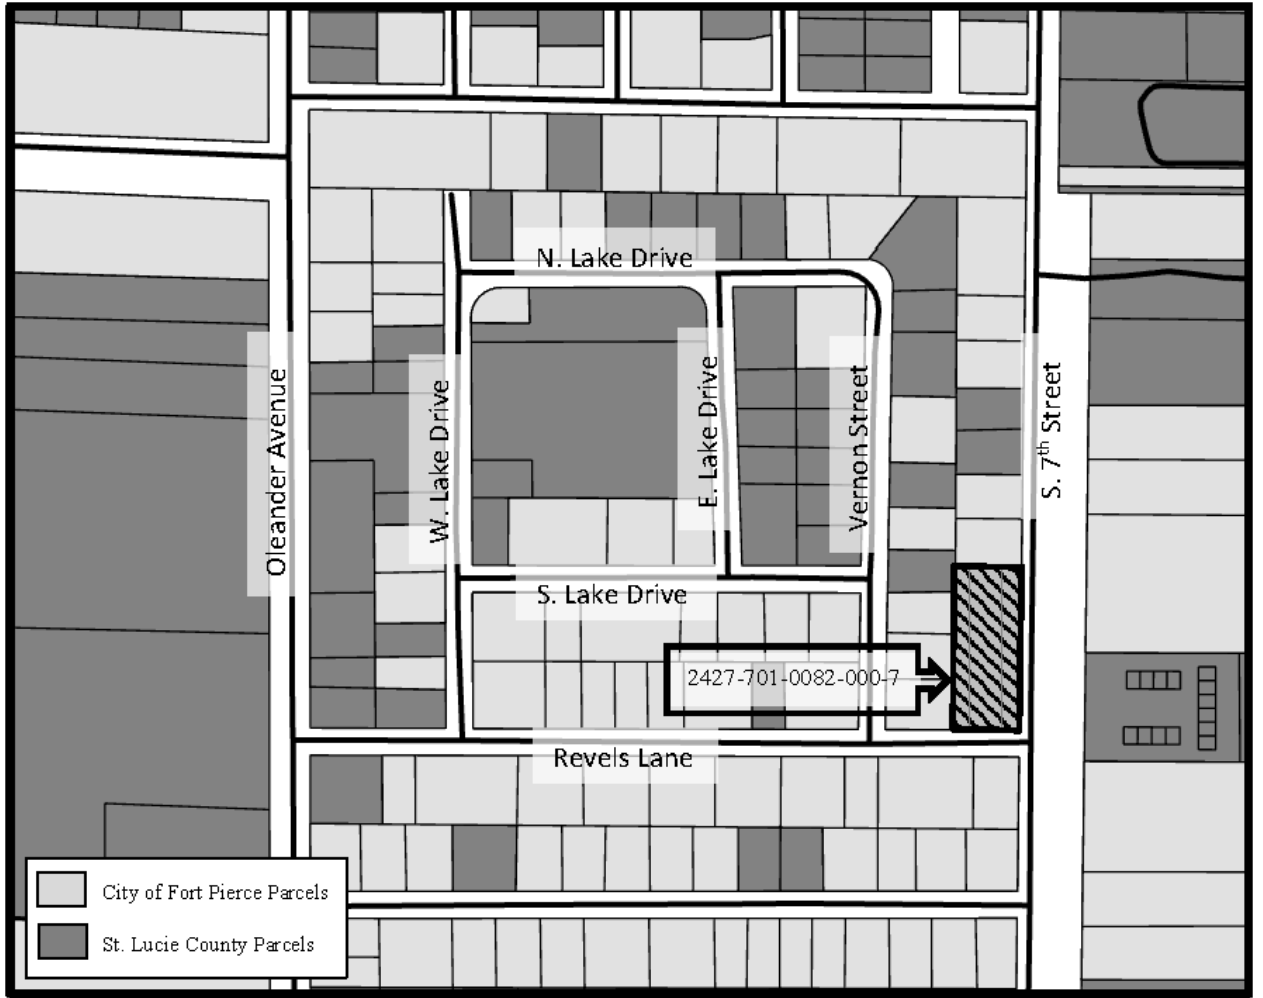 N. Lake Drive
Oleander Avenue
W. Lake Drive
E. Lake Drive
Vernon Street
S. 7th Street
S. Lake Drive
2427-701-0082-000-7
Revels Lane
City of Fort Pierce Parcels
St. Lucie County Parcels